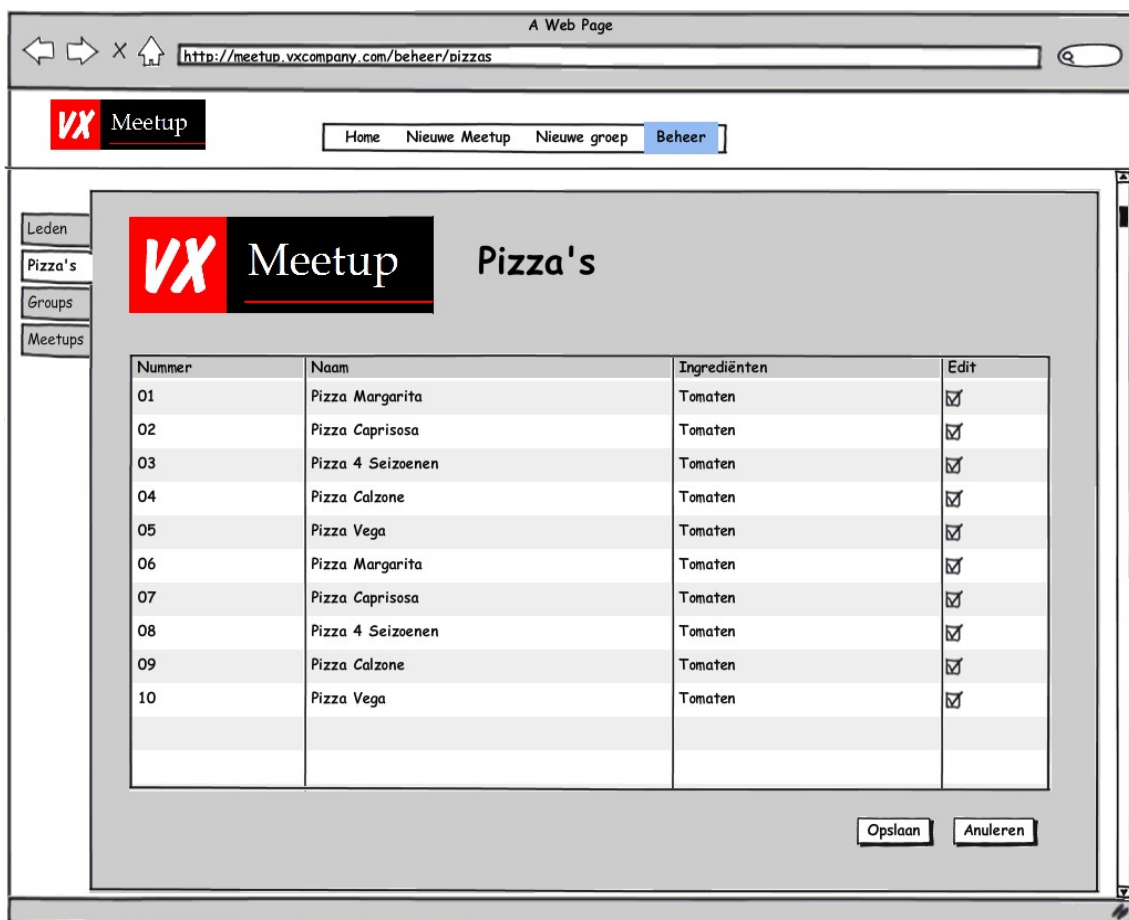 A Web Page
http://meetup.vxcompany.com/beheer/pizzas
VX Meetup
Home Nieuwe Meetup Nieuwe groep Beheer
Leden
Pizza's
Groups
Meetups
VX Meetup Pizza's
Nummer Naam Ingrediënten Edit
01 Pizza Margarita Tomaten
02 Pizza Caprisosa Tomaten
03 Pizza 4 Seizoenen Tomaten
04 Pizza Calzone Tomaten
05 Pizza Vega Tomaten
06 Pizza Margarita Tomaten
07 Pizza Caprisosa Tomaten
08 Pizza 4 Seizoenen Tomaten
09 Pizza Calzone Tomaten
10 Pizza Vega Tomaten
Opslaan Anuleren